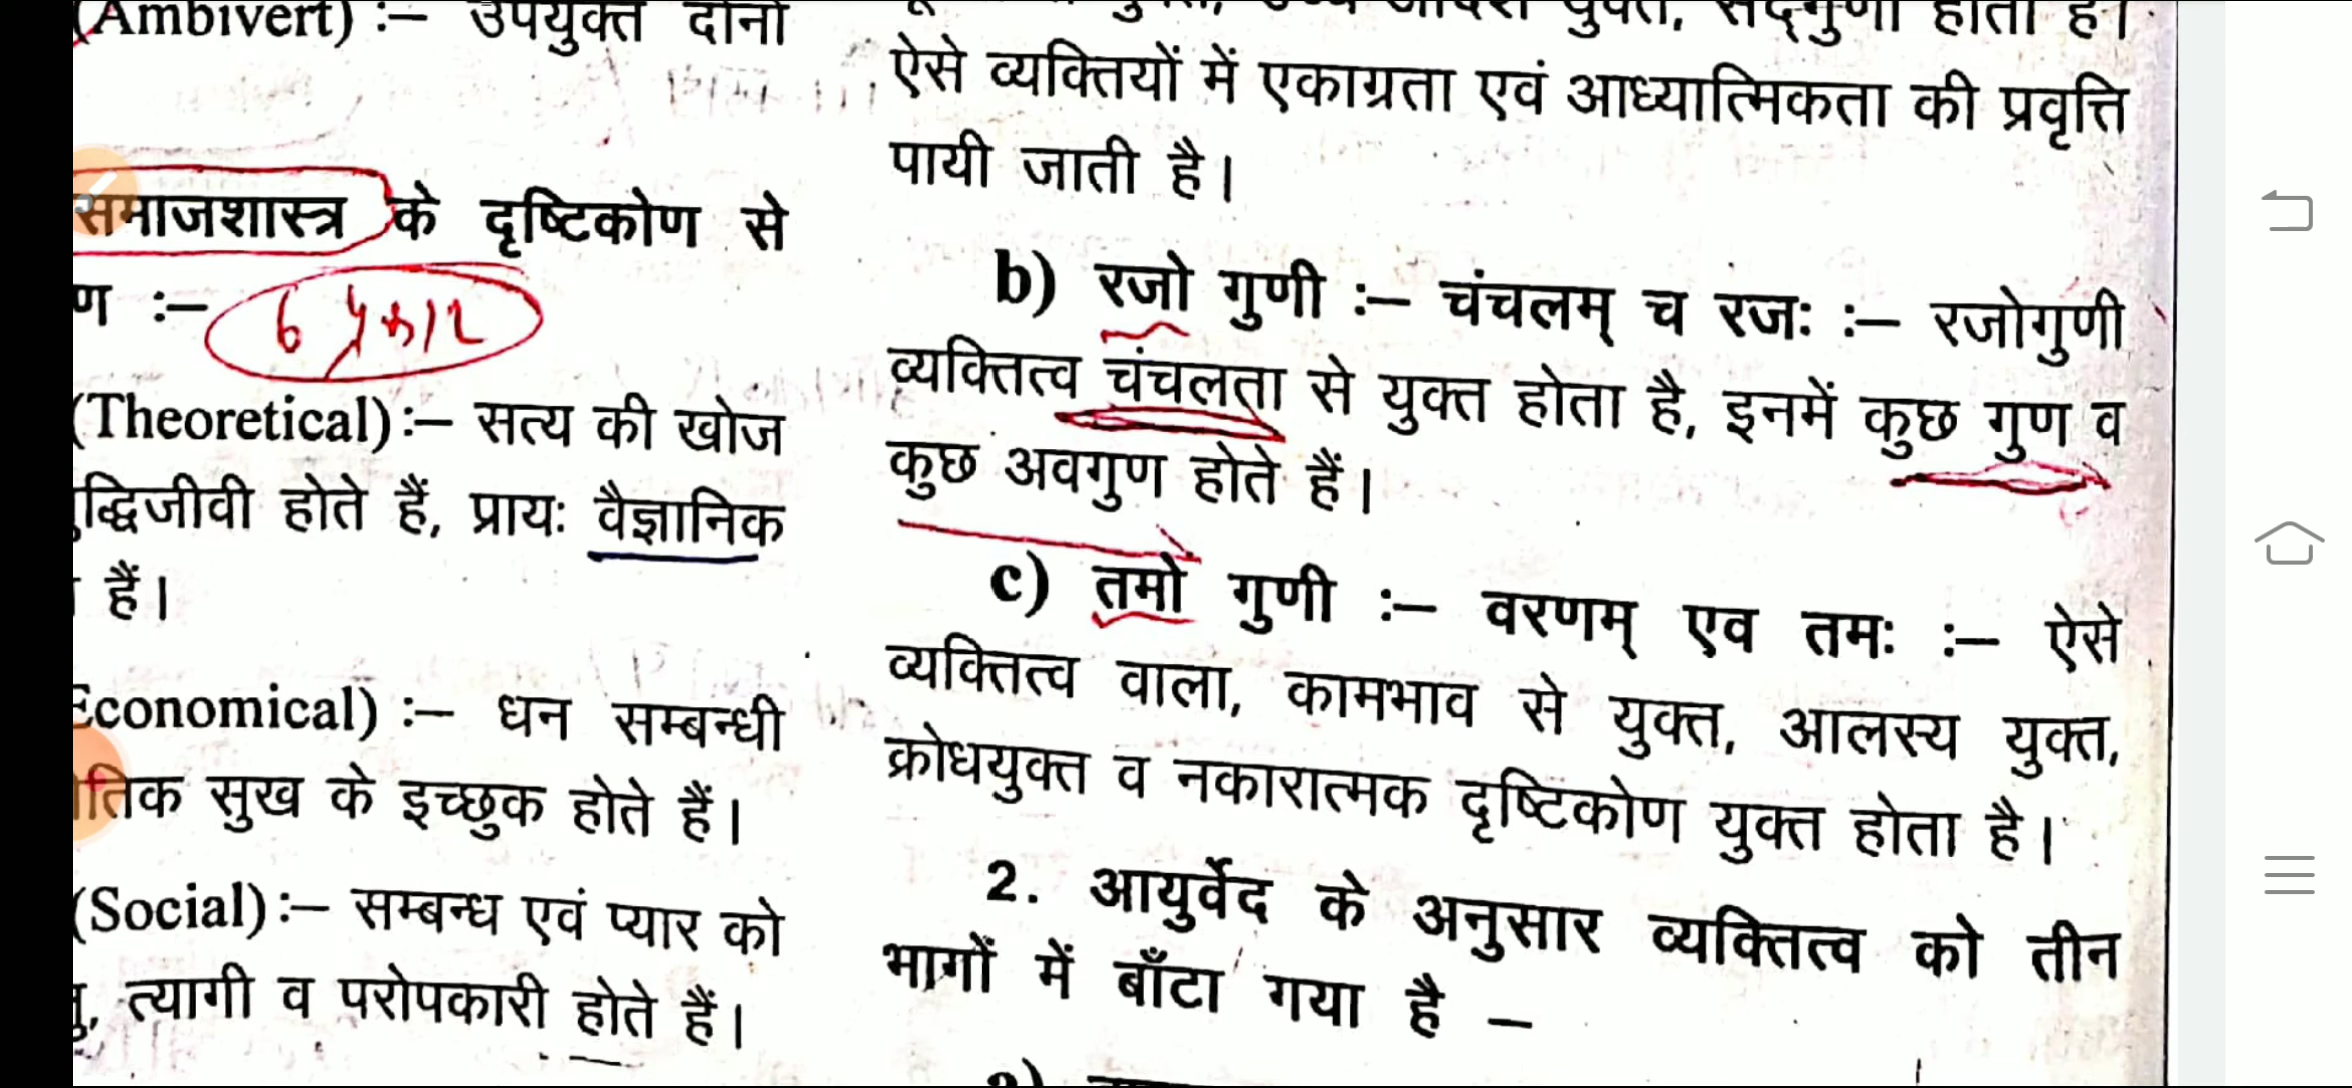 (Ambivert) :– उपयुक्त दोनों
समाजशास्त्र के दृष्टिकोण से
ण :– 6 प्रकार
(Theoretical) :– सत्य की खोज
द्धिजीवी होते हैं, प्रायः वैज्ञानिक
हैं।
Economical) :– धन सम्बन्धी
तिक सुख के इच्छुक होते हैं।
(Social) :– सम्बन्ध एवं प्यार को
त्यागी व परोपकारी होते हैं।
सद्गुणी होता है।
ऐसे व्यक्तियों में एकाग्रता एवं आध्यात्मिकता की प्रवृत्ति
पायी जाती है।
b) रजो गुणी :– चंचलम् च रजः :– रजोगुणी
व्यक्तित्व चंचलता से युक्त होता है, इनमें कुछ गुण व
कुछ अवगुण होते हैं।
c) तमो गुणी :– वरणम् एव तमः :– ऐसे
व्यक्तित्व वाला, कामभाव से युक्त, आलस्य युक्त,
क्रोधयुक्त व नकारात्मक दृष्टिकोण युक्त होता है।
2. आयुर्वेद के अनुसार व्यक्तित्व को तीन
भागों में बाँटा गया है –